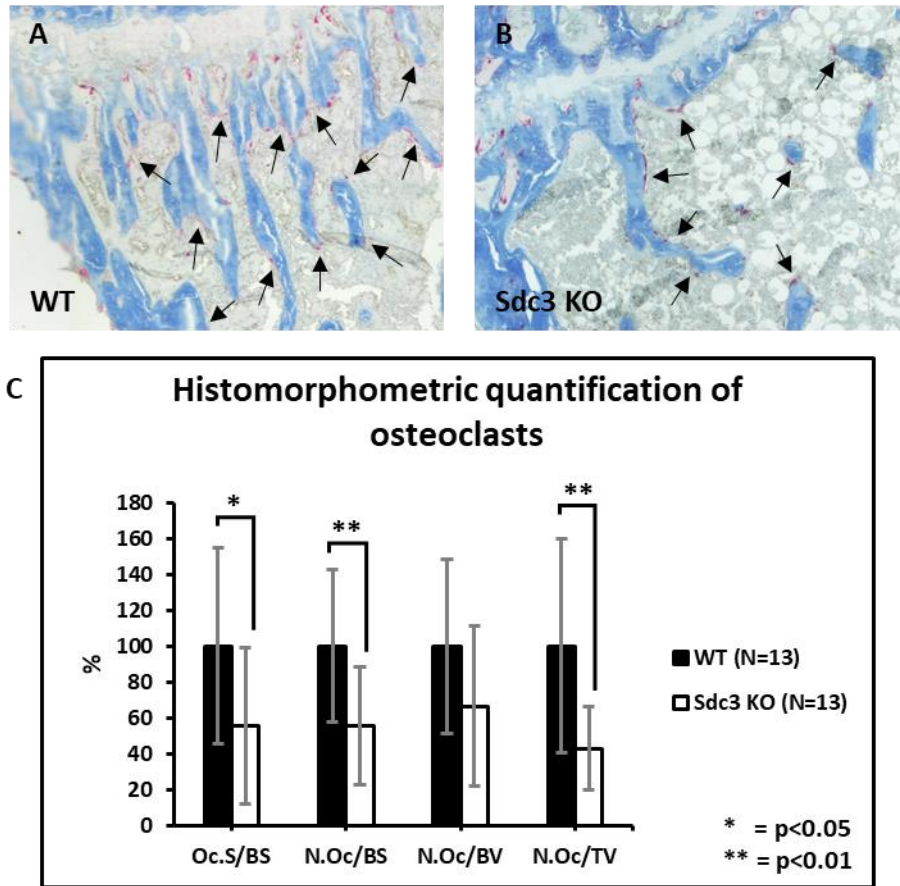 A
WT
B
Sdc3 KO
C
Histomorphometric quantification of
osteoclasts
180
160
140
120
100
80
60
40
20
0
%
Oc.S/BS
N.Oc/BS
N.Oc/BV
N.Oc/TV
*
**
**
WT (N=13)
Sdc3 KO (N=13)
* = p<0.05
** = p<0.01